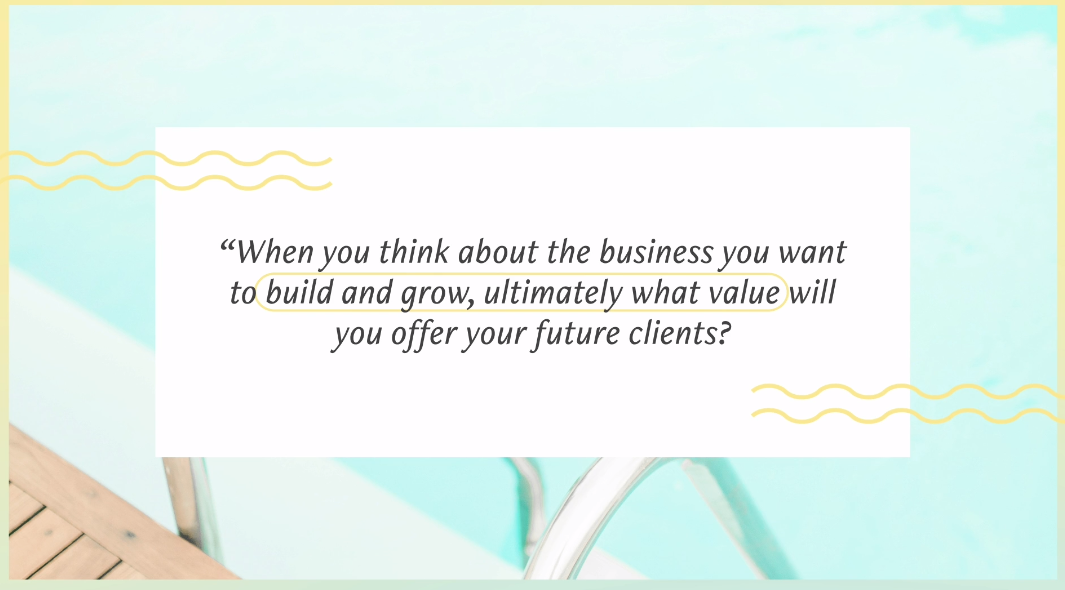 “When you think about the business you want
to build and grow, ultimately what value will
you offer your future clients?